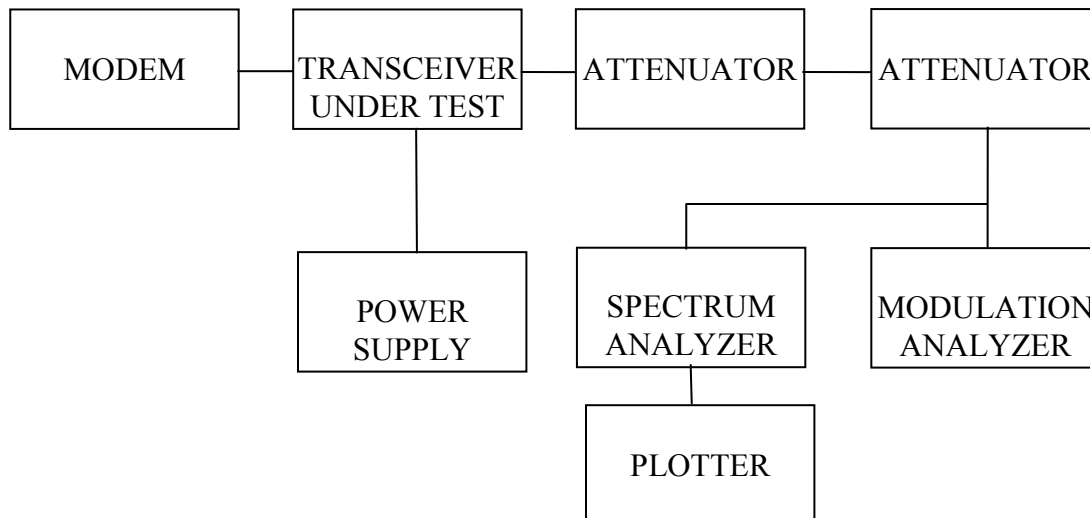 MODEM
TRANSCEIVER
UNDER TEST
ATTENUATOR
ATTENUATOR
POWER
SUPPLY
SPECTRUM
ANALYZER
MODULATION
ANALYZER
PLOTTER